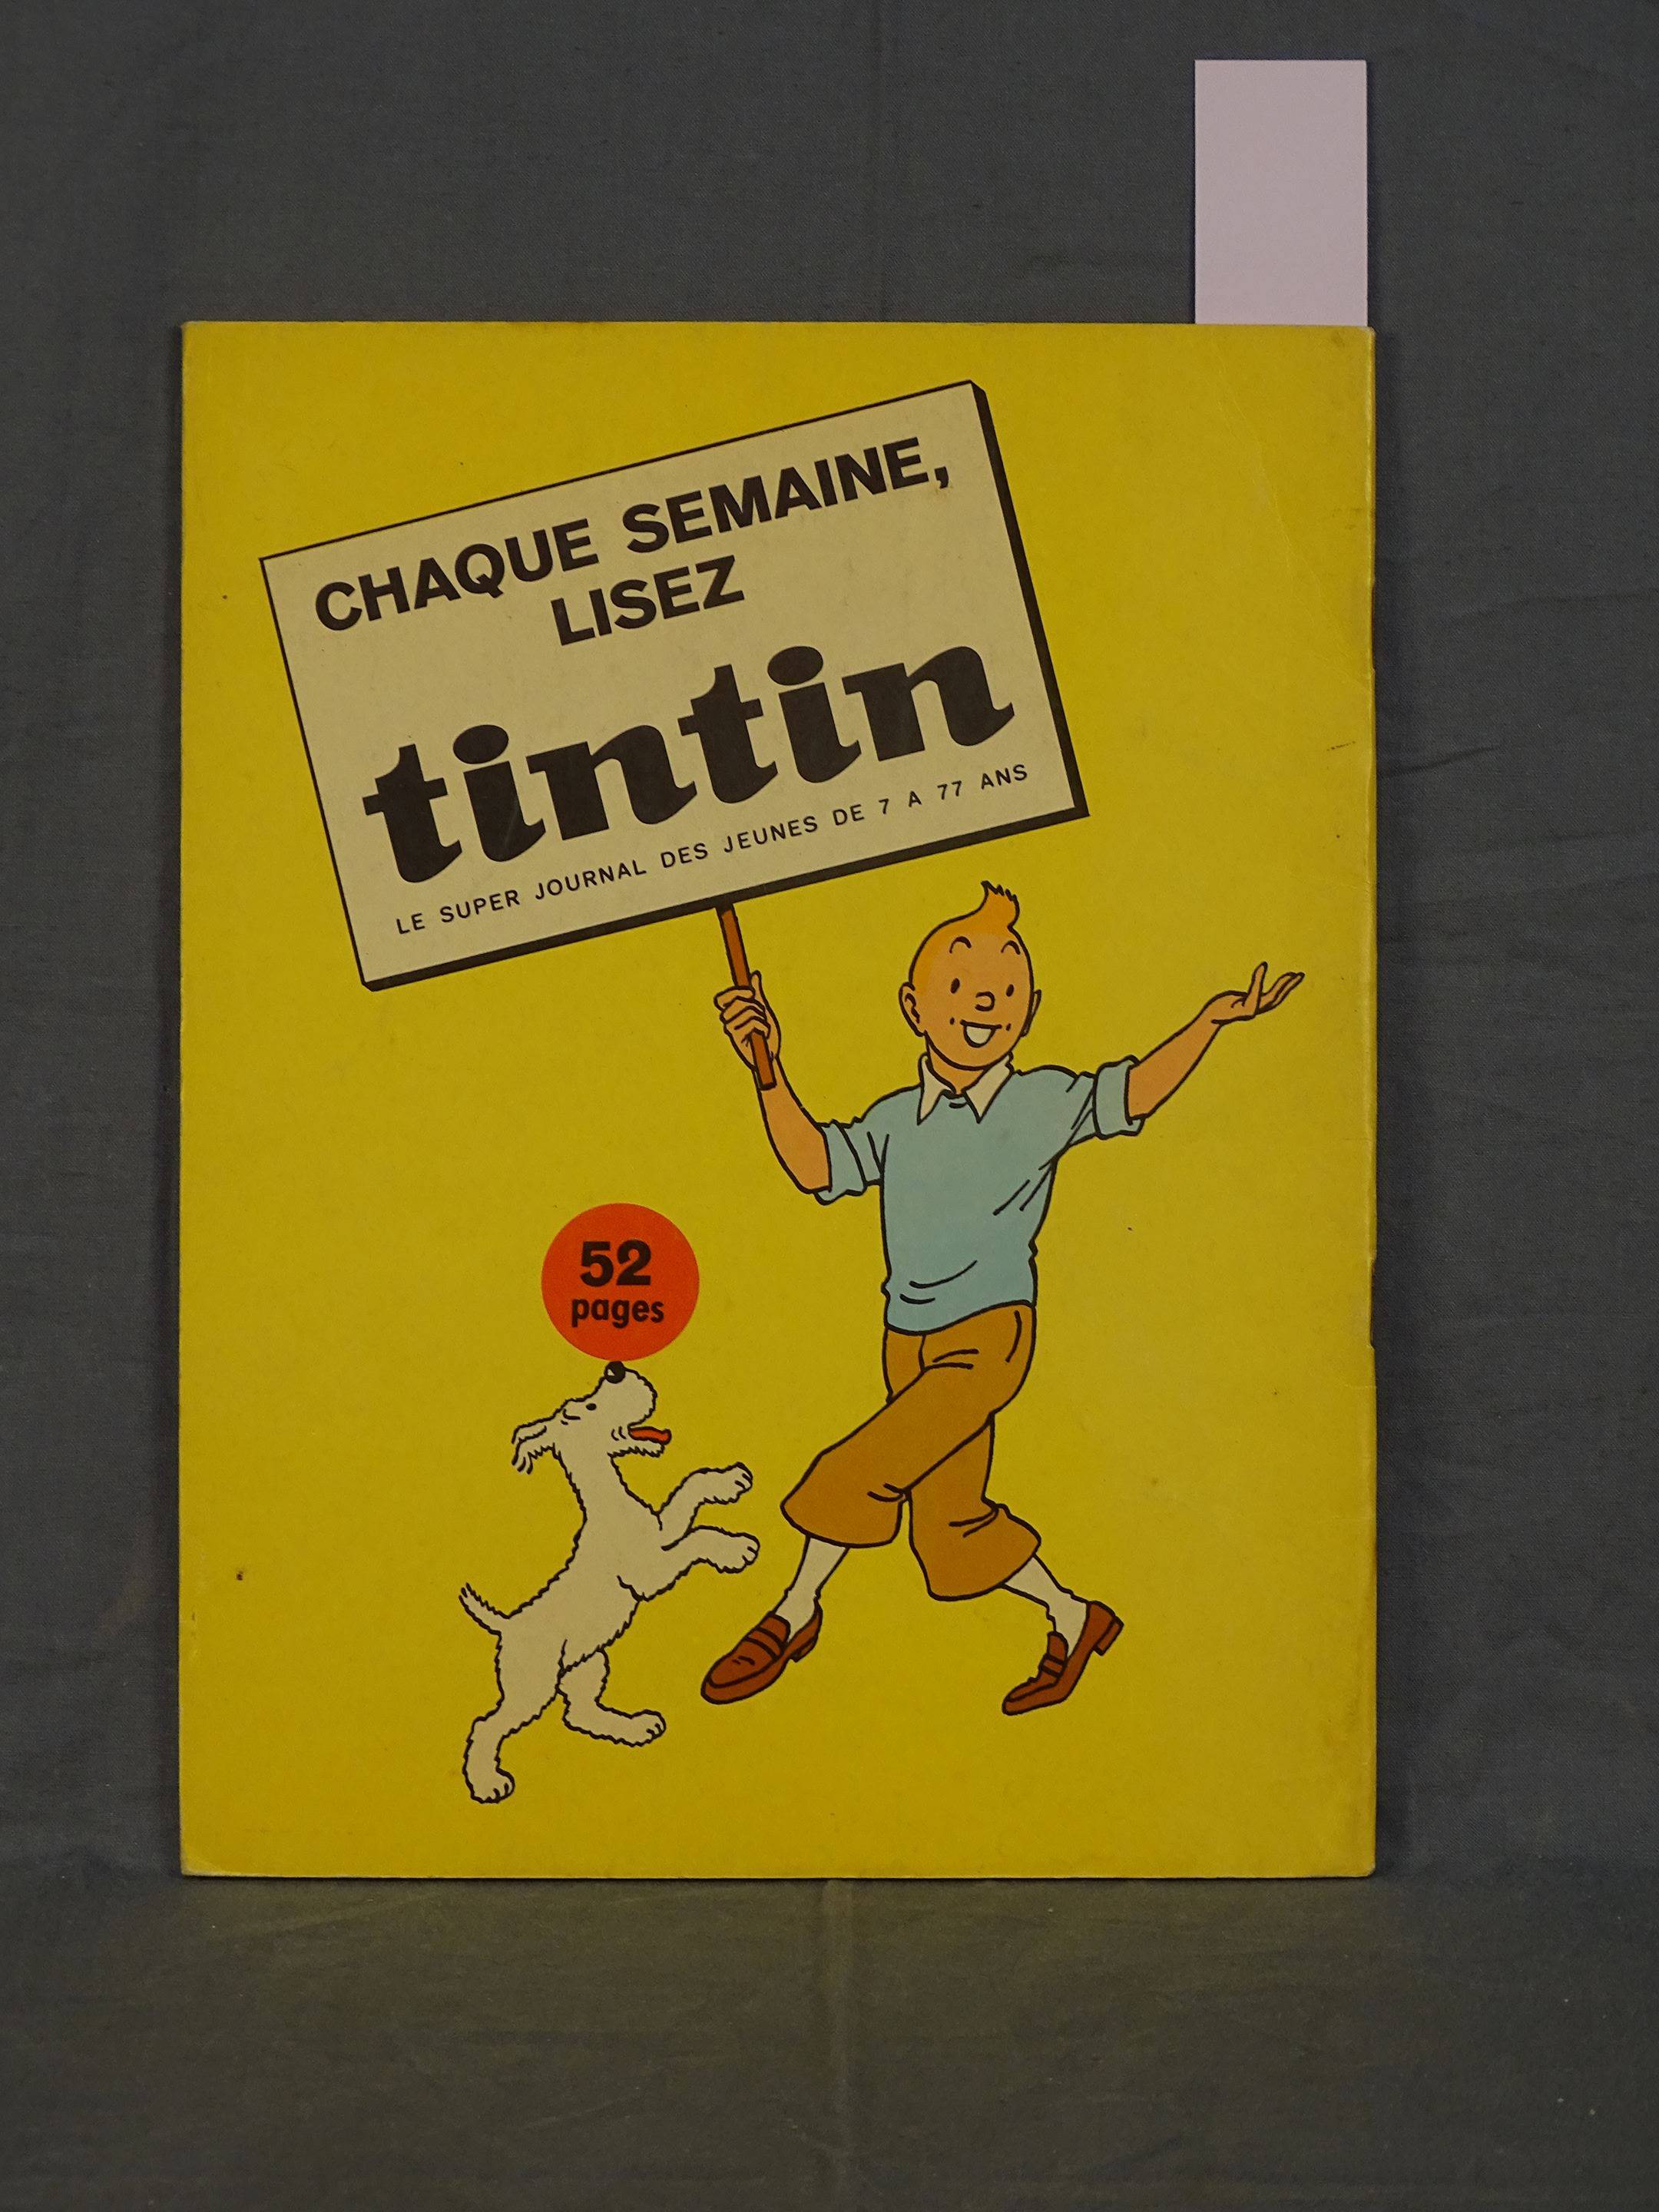 CHAQUE SEMAINE,
LISEZ
tintin
LE SUPER JOURNAL DES JEUNES DE 7 A 77 ANS
52
pages